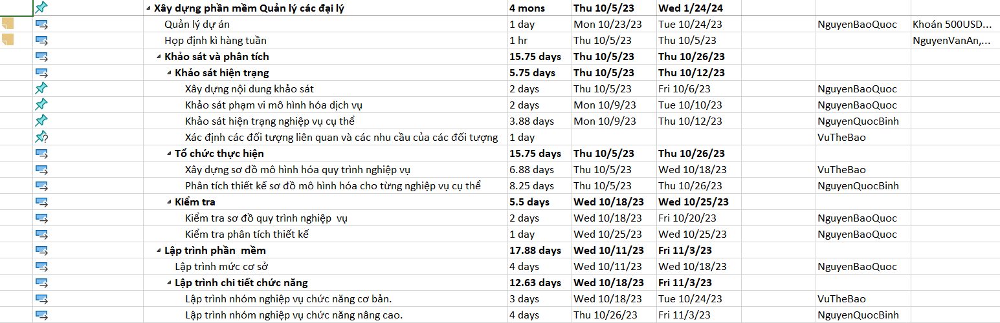 Xây dựng phần mềm Quản lý các đại lý 4 mons Thu 10/5/23 Wed 1/24/24
Quản lý dự án 1 day Mon 10/23/23 Tue 10/24/23 NguyenBaoQuoc Khoán 500USD...
Họp định kì hàng tuần 1 hr Thu 10/5/23 Thu 10/5/23 NguyenVanAn,...
Khảo sát và phân tích 15.75 days Thu 10/5/23 Thu 10/26/23
Khảo sát hiện trạng 5.75 days Thu 10/5/23 Thu 10/12/23
Xây dựng nội dung khảo sát 2 days Thu 10/5/23 Fri 10/6/23 NguyenBaoQuoc
Khảo sát phạm vi mô hình hóa dịch vụ 2 days Mon 10/9/23 Tue 10/10/23 NguyenBaoQuoc
Khảo sát hiện trạng nghiệp vụ cụ thể 3.88 days Mon 10/9/23 Thu 10/12/23 NguyenQuocBinh
Xác định các đối tượng liên quan và các nhu cầu của các đối tượng 1 day VuTheBao
Tổ chức thực hiện 15.75 days Thu 10/5/23 Thu 10/26/23
Xây dựng sơ đồ mô hình hóa quy trình nghiệp vụ 6.88 days Thu 10/5/23 Wed 10/18/23 VuTheBao
Phân tích thiết kế sơ đồ mô hình hóa cho từng nghiệp vụ cụ thể 8.25 days Thu 10/5/23 Thu 10/26/23 NguyenQuocBinh
Kiểm tra 5.5 days Wed 10/18/23 Wed 10/25/23
Kiểm tra sơ đồ quy trình nghiệp vụ 2 days Wed 10/18/23 Fri 10/20/23 NguyenBaoQuoc
Kiểm tra phân tích thiết kế 1 day Wed 10/25/23 Wed 10/25/23 NguyenBaoQuoc
Lập trình phần mềm 17.88 days Wed 10/11/23 Fri 11/3/23
Lập trình mức cơ sở 4 days Wed 10/11/23 Wed 10/18/23 NguyenBaoQuoc
Lập trình chi tiết chức năng 12.63 days Wed 10/18/23 Fri 11/3/23
Lập trình nhóm nghiệp vụ chức năng cơ bản. 3 days Wed 10/18/23 Tue 10/24/23 VuTheBao
Lập trình nhóm nghiệp vụ chức năng nâng cao. 4 days Thu 10/26/23 Fri 11/3/23 NguyenQuocBinh